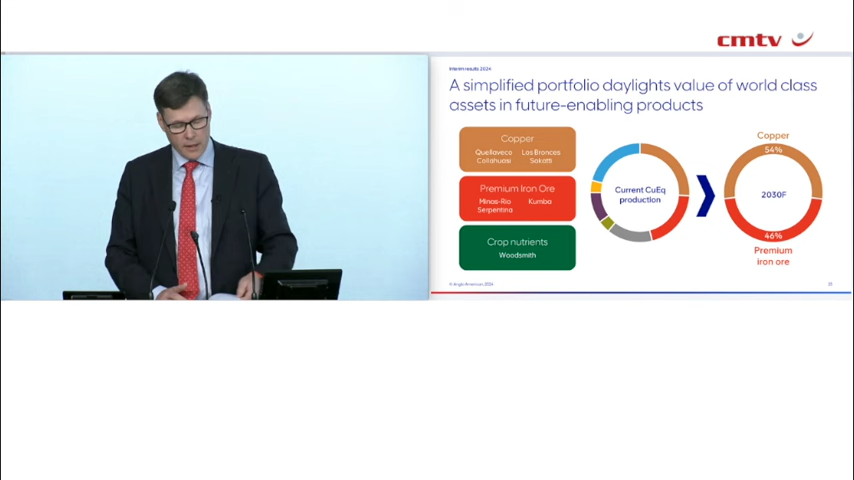 cmtv
Interim results 2024
A simplified portfolio daylights value of world class
assets in future-enabling products
Copper
Quellaveco Los Bronces
Collahuasi Sakatti
Premium Iron Ore
Minas-Rio Kumba
Serpentina
Crop nutrients
Woodsmith
Current CuEq
production
Copper
54%
2030F
46%
Premium
iron ore
© Anglo American 2024